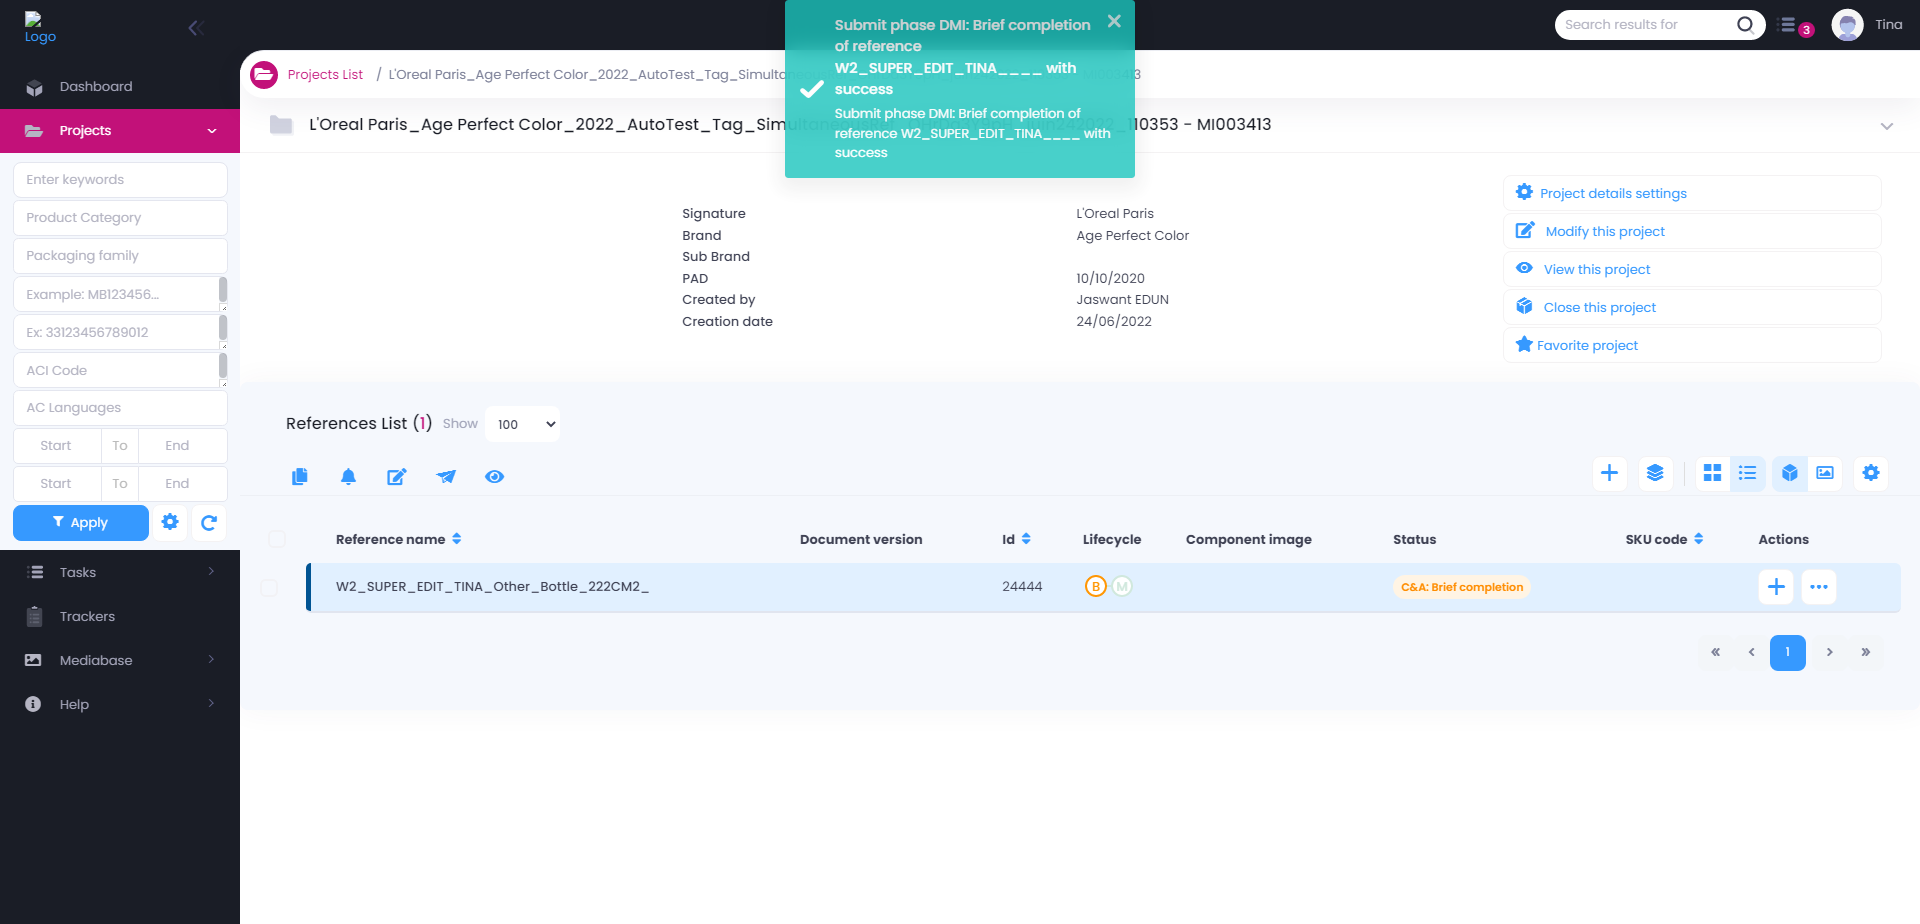 Logo
Search results for
3
Tina
Dashboard
Projects
Enter keywords
Product Category
Packaging family
Example: MB123456...
Ex: 33123456789012
ACI Code
AC Languages
Start To End
Start To End
Apply
Tasks
Trackers
Mediabase
Help
Submit phase DMI: Brief completion
of reference
W2_SUPER_EDIT_TINA____ with
success
Submit phase DMI: Brief completion of
reference W2_SUPER_EDIT_TINA____ with
success
Projects List / L'Oreal Paris_Age Perfect Color_2022_AutoTest_Tag_Simultan
L'Oreal Paris_Age Perfect Color_2022_AutoTest_Tag_SimultaneousRef 110353 - MI003413
Signature L'Oreal Paris
Brand Age Perfect Color
Sub Brand
PAD 10/10/2020
Created by Jaswant EDUN
Creation date 24/06/2022
Project details settings
Modify this project
View this project
Close this project
Favorite project
References List (1) Show 100
Reference name Document version Id Lifecycle Component image Status SKU code Actions
W2_SUPER_EDIT_TINA_Other_Bottle_222CM2_ 24444 B M C&A: Brief completion
« ‹ 1 › »